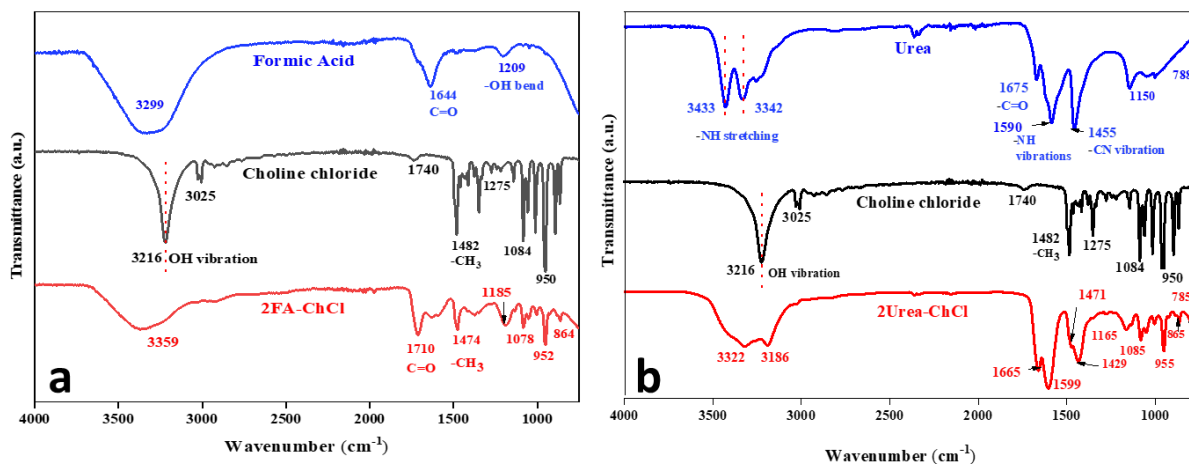 Transmittance (a.u.)
Formic Acid
3299
1644
C=O
1209
-OH bend
Choline chloride
3216
OH vibration
3025
1740
1482
-CH3
1275
1084
950
2FA-ChCl
3359
1710
C=O
1474
-CH3
1185
1078
952
864
a
4000 3500 3000 2500 2000 1500 1000
Wavenumber (cm-1)
Transmittance (a.u.)
Urea
3433
3342
-NH stretching
1675
-C=O
1590
-NH
vibrations
1455
-CN vibration
1150
788
Choline chloride
3216
OH vibration
3025
1740
1482
-CH3
1275
1084
950
2Urea-ChCl
3322
3186
1665
1599
1471
1429
1165
1085
955
865
785
b
4000 3500 3000 2500 2000 1500 1000
Wavenumber (cm-1)